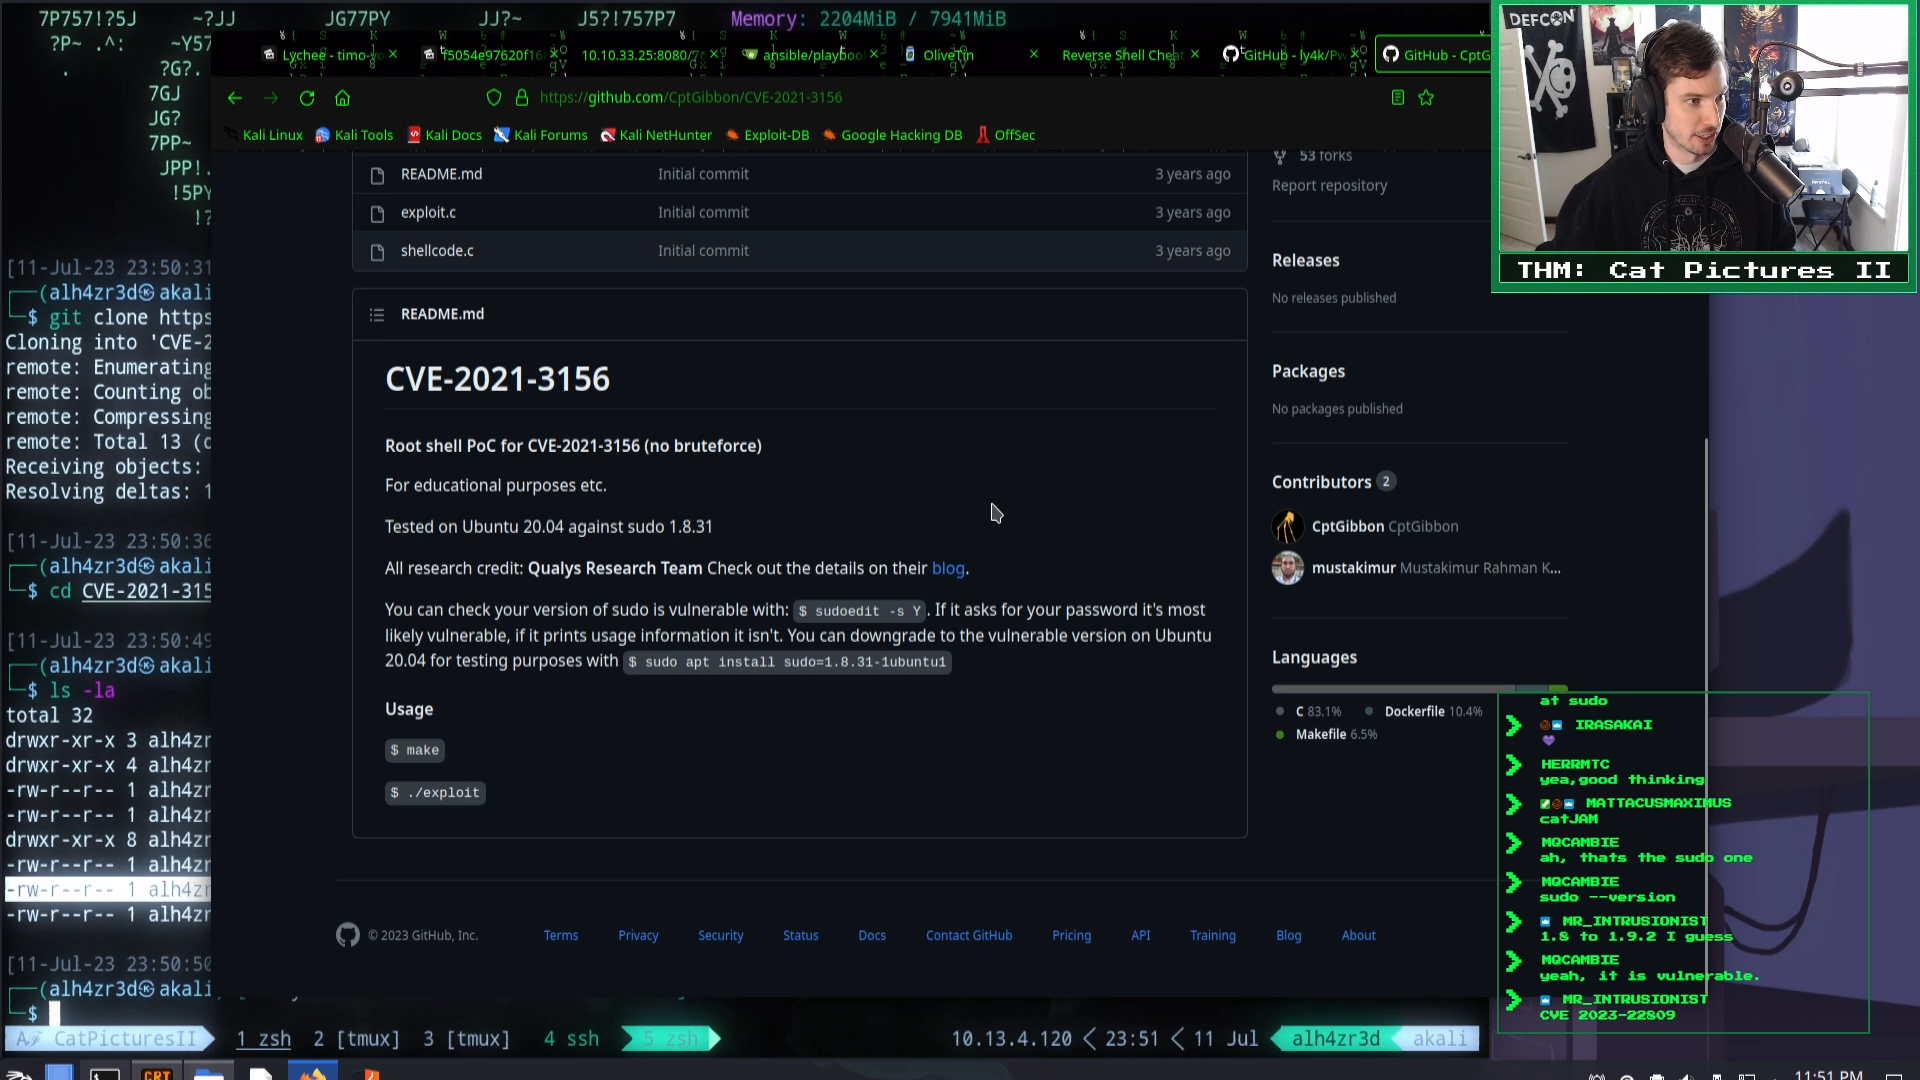 7P757!?5J ~?JJ JG77PY JJ?~ J5?!757P7 Memory: 2204MiB / 7941MiB
?P~ .^: ~Y57
. ?G?.
7GJ
JG?
7PP~
JPP!.
!5PY
!?
Lychee - timo-vo ×
f5054e97620f16 ×
10.10.33.25:8080/ ×
ansible/playboo ×
OliveTin ×
Reverse Shell Cheat ×
GitHub - ly4k/Pw ×
GitHub - CptG
https://github.com/CptGibbon/CVE-2021-3156
Kali Linux Kali Tools Kali Docs Kali Forums Kali NetHunter Exploit-DB Google Hacking DB OffSec
README.md Initial commit 3 years ago
exploit.c Initial commit 3 years ago
shellcode.c Initial commit 3 years ago
README.md
CVE-2021-3156
Root shell PoC for CVE-2021-3156 (no bruteforce)
For educational purposes etc.
Tested on Ubuntu 20.04 against sudo 1.8.31
All research credit: Qualys Research Team Check out the details on their blog.
You can check your version of sudo is vulnerable with: $ sudoedit -s Y . If it asks for your password it's most
likely vulnerable, if it prints usage information it isn't. You can downgrade to the vulnerable version on Ubuntu
20.04 for testing purposes with $ sudo apt install sudo=1.8.31-1ubuntu1
Usage
$ make
$ ./exploit
53 forks
Report repository
Releases
No releases published
Packages
No packages published
Contributors 2
CptGibbon CptGibbon
mustakimur Mustakimur Rahman K...
Languages
C 83.1% Dockerfile 10.4%
Makefile 6.5%
© 2023 GitHub, Inc. Terms Privacy Security Status Docs Contact GitHub Pricing API Training Blog About
[11-Jul-23 23:50:31
(alh4zr3d㉿akali
$ git clone https
Cloning into 'CVE-2
remote: Enumerating
remote: Counting ob
remote: Compressing
remote: Total 13 (d
Receiving objects:
Resolving deltas: 1
[11-Jul-23 23:50:36
(alh4zr3d㉿akali
$ cd CVE-2021-315
[11-Jul-23 23:50:49
(alh4zr3d㉿akali
$ ls -la
total 32
drwxr-xr-x 3 alh4zr
drwxr-xr-x 4 alh4zr
-rw-r--r-- 1 alh4zr
-rw-r--r-- 1 alh4zr
drwxr-xr-x 8 alh4zr
-rw-r--r-- 1 alh4zr
-rw-r--r-- 1 alh4zr
-rw-r--r-- 1 alh4zr
[11-Jul-23 23:50:50
(alh4zr3d㉿akali
$
CatPicturesII 1 zsh 2 [tmux] 3 [tmux] 4 ssh 5 zsh 10.13.4.120 < 23:51 < 11 Jul alh4zr3d akali
DEFCON
THM: Cat Pictures II
at sudo
IRASAKAI
HERRMTC
yea,good thinking
MATTACUSMAXIMUS
catJAM
MQCAMBIE
ah, thats the sudo one
MQCAMBIE
sudo --version
MR_INTRUSIONIST
1.8 to 1.9.2 I guess
MQCAMBIE
yeah, it is vulnerable.
MR_INTRUSIONIST
CVE 2023-22809
CRT
11:51 PM